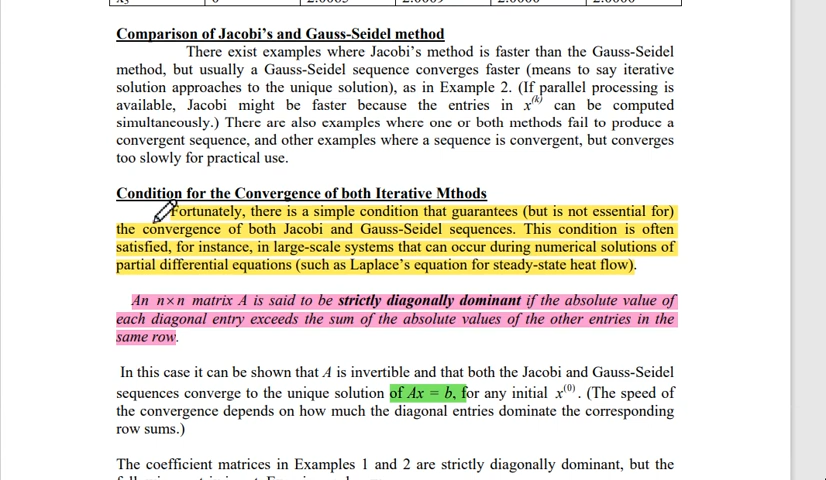 Comparison of Jacobi's and Gauss-Seidel method
There exist examples where Jacobi's method is faster than the Gauss-Seidel
method, but usually a Gauss-Seidel sequence converges faster (means to say iterative
solution approaches to the unique solution), as in Example 2. (If parallel processing is
available, Jacobi might be faster because the entries in x^(k) can be computed
simultaneously.) There are also examples where one or both methods fail to produce a
convergent sequence, and other examples where a sequence is convergent, but converges
too slowly for practical use.
Condition for the Convergence of both Iterative Mthods
Fortunately, there is a simple condition that guarantees (but is not essential for)
the convergence of both Jacobi and Gauss-Seidel sequences. This condition is often
satisfied, for instance, in large-scale systems that can occur during numerical solutions of
partial differential equations (such as Laplace's equation for steady-state heat flow).
An n×n matrix A is said to be strictly diagonally dominant if the absolute value of
each diagonal entry exceeds the sum of the absolute values of the other entries in the
same row.
In this case it can be shown that A is invertible and that both the Jacobi and Gauss-Seidel
sequences converge to the unique solution of Ax = b, for any initial x^(0). (The speed of
the convergence depends on how much the diagonal entries dominate the corresponding
row sums.)
The coefficient matrices in Examples 1 and 2 are strictly diagonally dominant, but the